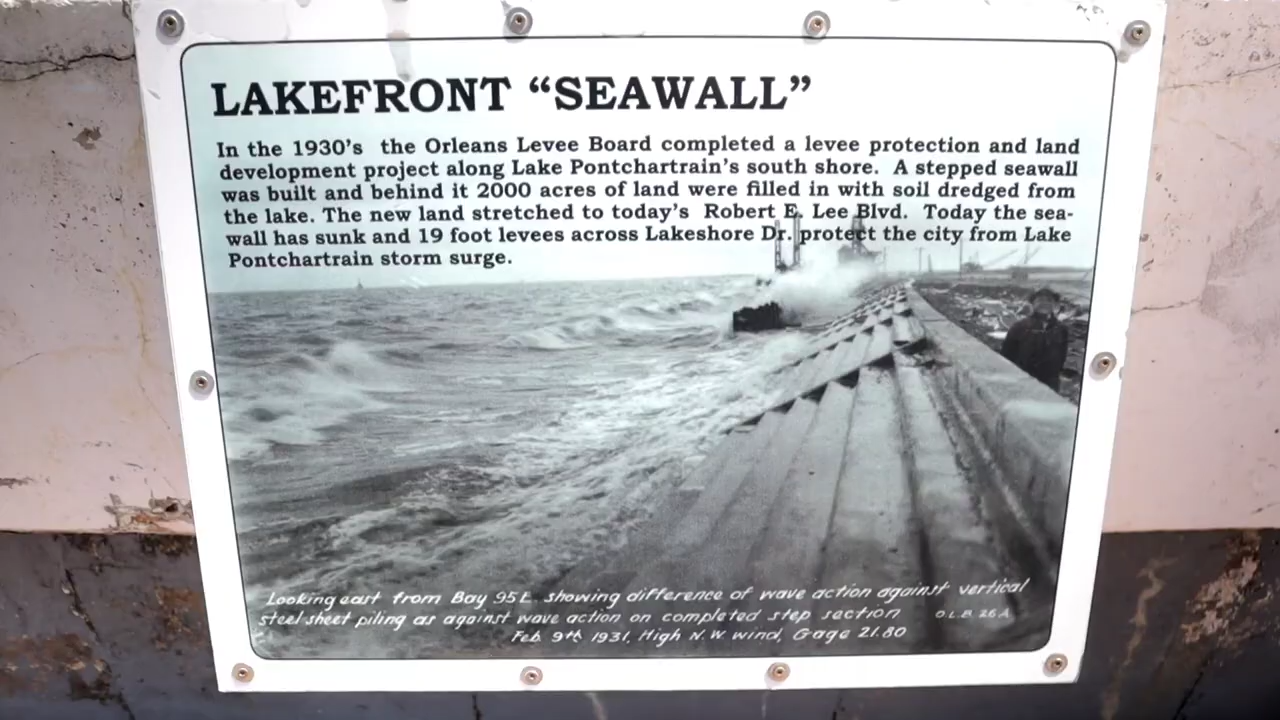 LAKEFRONT “SEAWALL”
In the 1930's the Orleans Levee Board completed a levee protection and land
development project along Lake Pontchartrain's south shore. A stepped seawall
was built and behind it 2000 acres of land were filled in with soil dredged from
the lake. The new land stretched to today's Robert E. Lee Blvd. Today the sea-
wall has sunk and 19 foot levees across Lakeshore Dr. protect the city from Lake
Pontchartrain storm surge.
Looking east from Bay 95E showing difference of wave action against vertical
steel sheet piling as against wave action on completed step section O.L.B. 26A
Feb 9th 1931, High N.W. wind, Gage 21.80